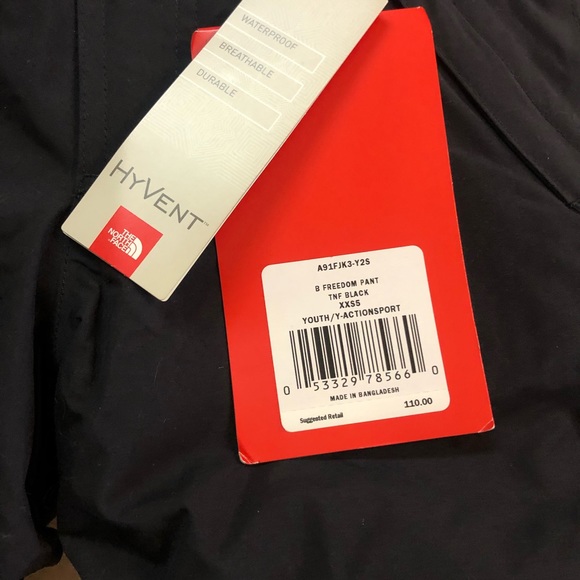 WATERPROOF
BREATHABLE
DURABLE
HYVENT™
THE
NORTH
FACE
A91FJK3-Y2S
B FREEDOM PANT
TNF BLACK
XXS5
YOUTH/Y-ACTIONSPORT
0 53329 78566 0
MADE IN BANGLADESH
Suggested Retail 110.00